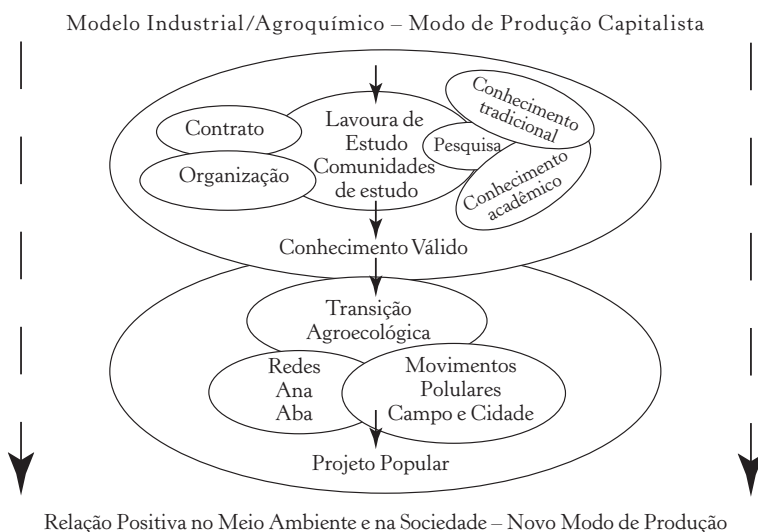 Modelo Industrial/Agroquímico – Modo de Produção Capitalista
Contrato
Organização
Lavoura de
Estudo
Comunidades
de estudo
Pesquisa
Conhecimento
tradicional
Conhecimento
acadêmico
Conhecimento Válido
Transição
Agroecológica
Redes
Ana
Aba
Movimentos
Polulares
Campo e Cidade
Projeto Popular
Relação Positiva no Meio Ambiente e na Sociedade – Novo Modo de Produção